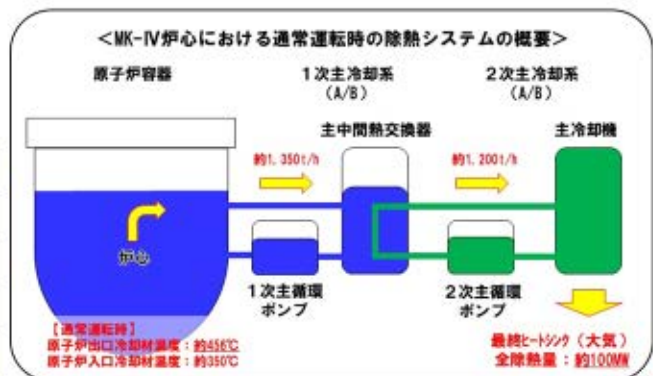 <MK-Ⅳ炉心における通常運転時の除熱システムの概要>
原子炉容器
1次主冷却系
(A/B)
2次主冷却系
(A/B)
主中間熱交換器
主冷却機
約1,350t/h
約1,200t/h
炉心
1次主循環
ポンプ
2次主循環
ポンプ
【通常運転時】
原子炉出口冷却材温度:約456℃
原子炉入口冷却材温度:約350℃
最終ヒートシンク(大気)
全除熱量:約100MW